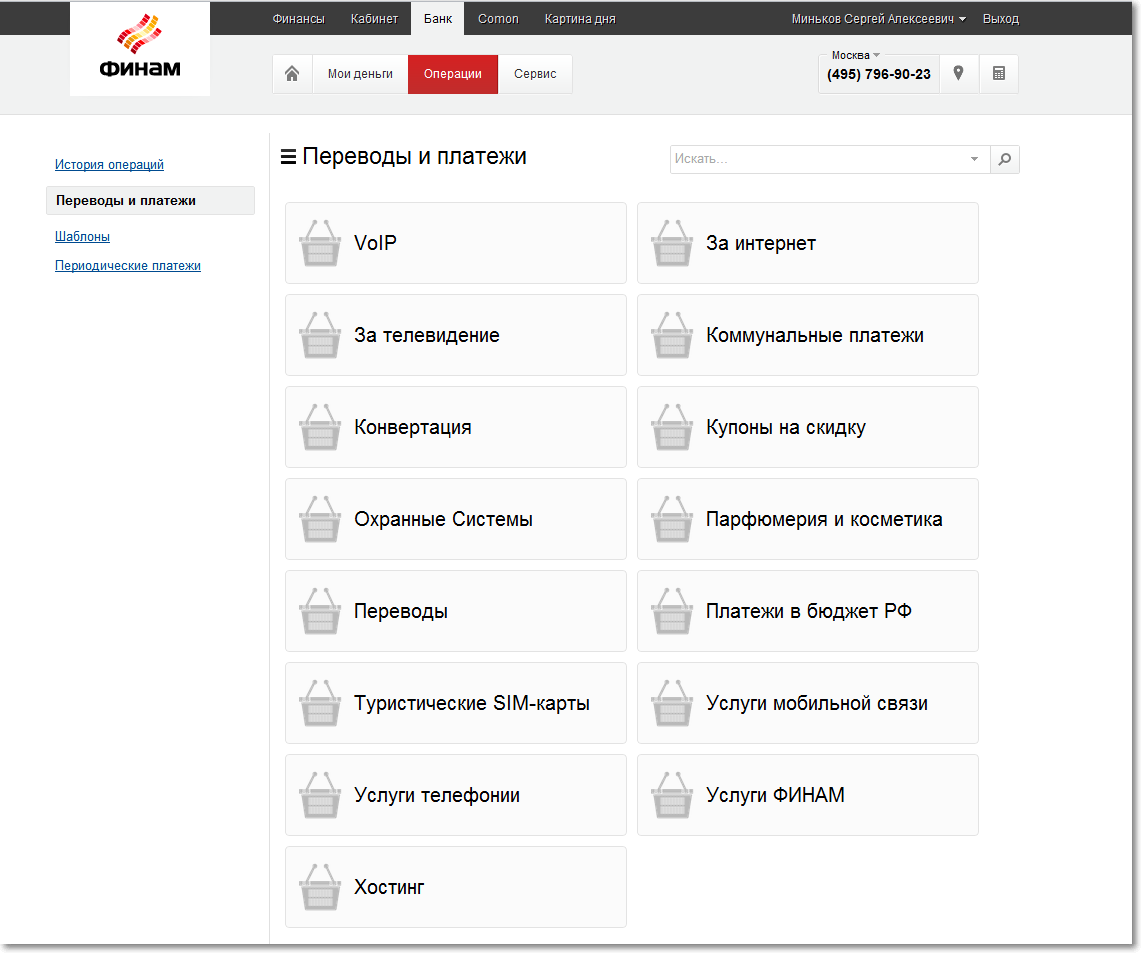 Финансы Кабинет Банк Comon Картина дня Миньков Сергей Алексеевич Выход
ФИНАМ
Мои деньги Операции Сервис
Москва
(495) 796-90-23
История операций
Переводы и платежи
Шаблоны
Периодические платежи
Переводы и платежи
Искать...
VoIP За интернет
За телевидение Коммунальные платежи
Конвертация Купоны на скидку
Охранные Системы Парфюмерия и косметика
Переводы Платежи в бюджет РФ
Туристические SIM-карты Услуги мобильной связи
Услуги телефонии Услуги ФИНАМ
Хостинг